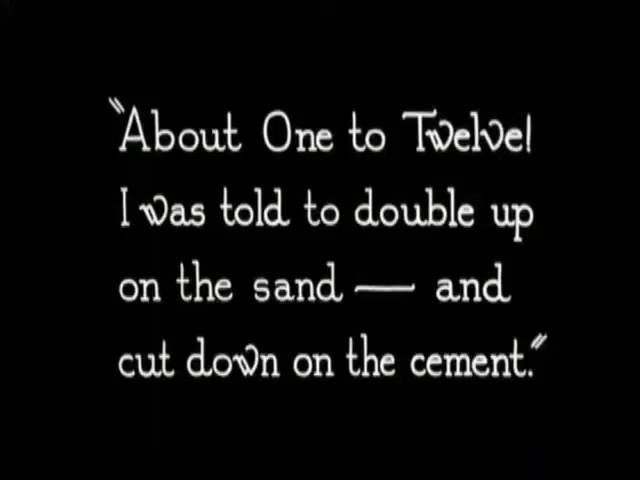 "About One to Twelve!
I was told to double up
on the sand — and
cut down on the cement."